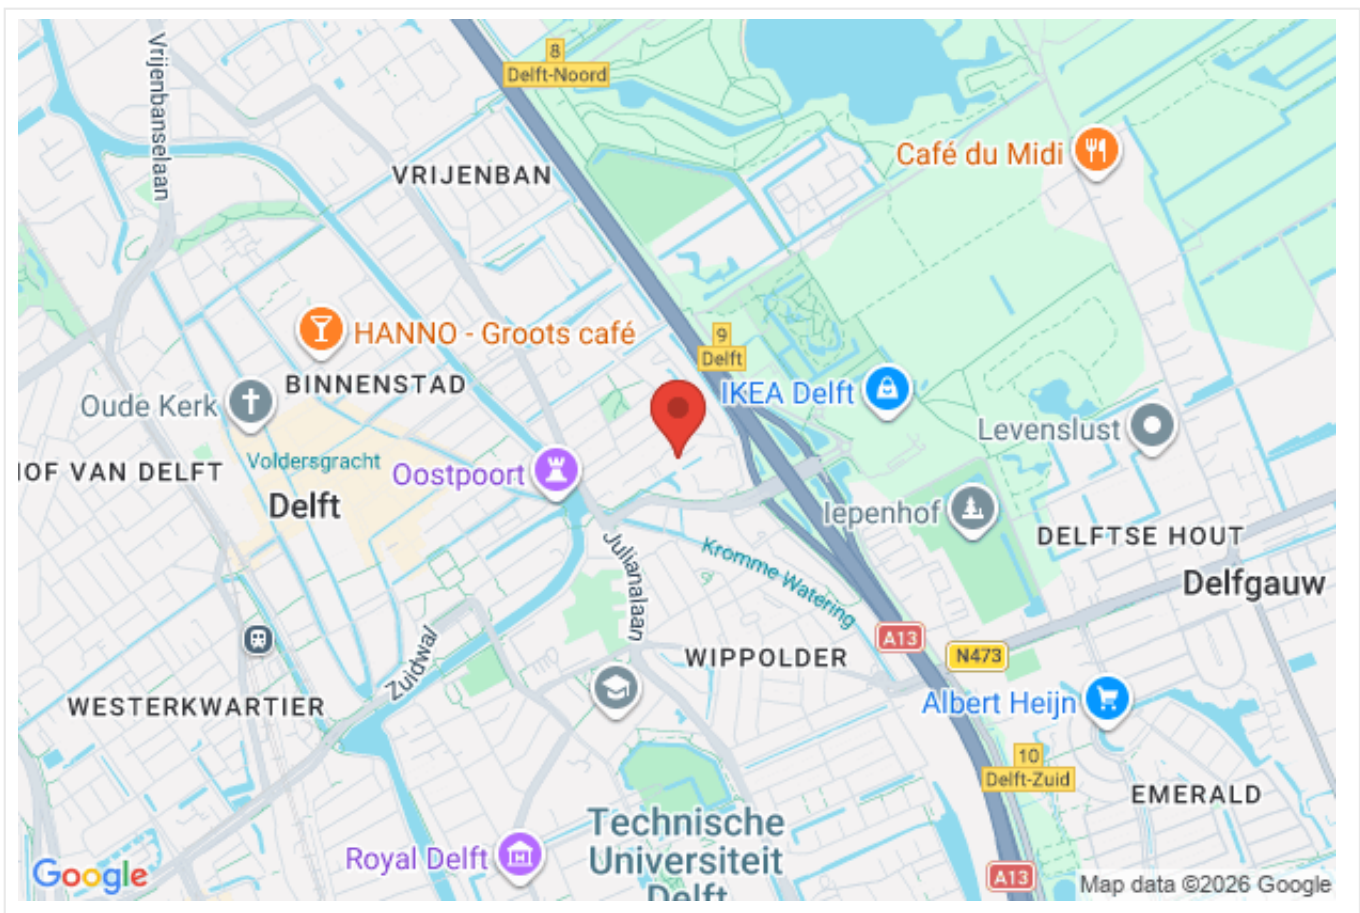 Vrijenbanselaan
8
Delft-Noord
Café du Midi
VRIJENBAN
HANNO - Groots café
9
Delft
BINNENSTAD
IKEA Delft
Oude Kerk
Levenslust
HOF VAN DELFT
Voldersgracht
Oostpoort
Delft
Iepenhof
DELFTSE HOUT
Julianalaan
Kromme Watering
Delfgauw
A13
N473
Zuidwal
WIPPOLDER
WESTERKWARTIER
Albert Heijn
10
Delft-Zuid
EMERALD
Technische
Universiteit
Delft
Royal Delft
A13
Google
Map data ©2026 Google